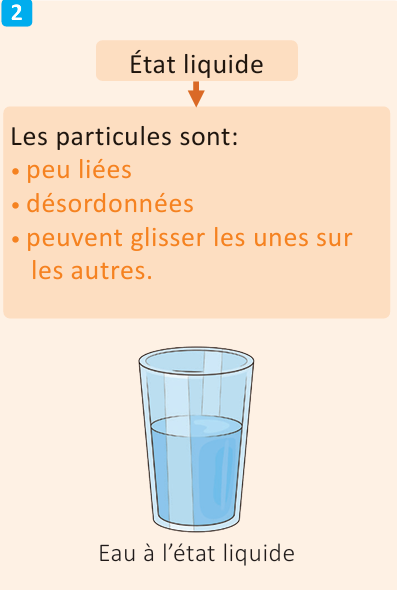 2
État liquide
Les particules sont:
• peu liées
• désordonnées
• peuvent glisser les unes sur
les autres.
Eau à l’état liquide